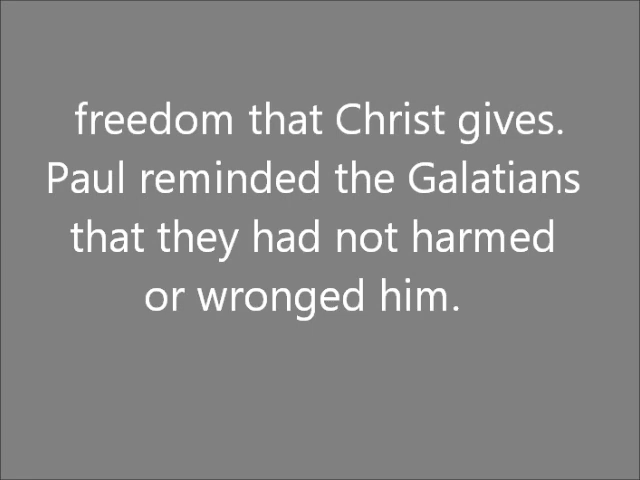 freedom that Christ gives.
Paul reminded the Galatians
that they had not harmed
or wronged him.